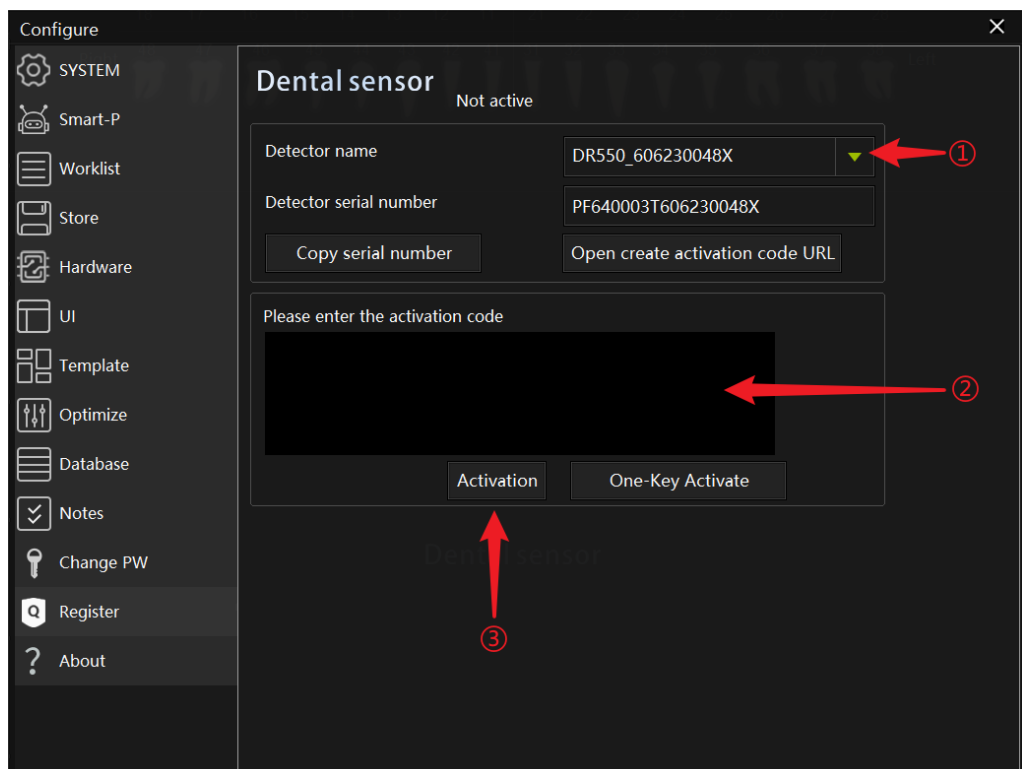 Configure
SYSTEM
Smart-P
Worklist
Store
Hardware
UI
Template
Optimize
Database
Notes
Change PW
Register
About
Dental sensor
Not active
Detector name
DR550_606230048X
①
Detector serial number
PF640003T606230048X
Copy serial number
Open create activation code URL
Please enter the activation code
②
Activation
One-Key Activate
Dental sensor
③